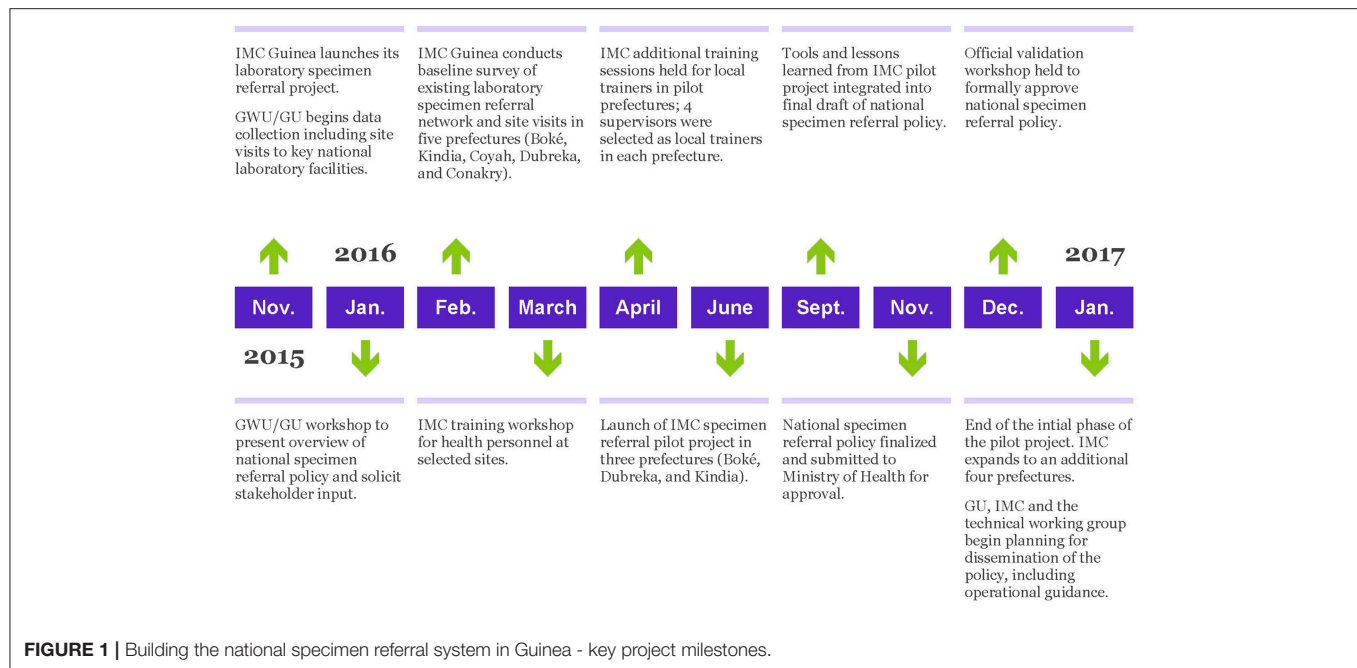 IMC Guinea launches its
laboratory specimen
referral project.
GWU/GU begins data
collection including site
visits to key national
laboratory facilities.
IMC Guinea conducts
baseline survey of
existing laboratory
specimen referral
network and site visits in
five prefectures (Boké,
Kindia, Coyah, Dubreka,
and Conakry).
IMC additional training
sessions held for local
trainers in pilot
prefectures; 4
supervisors were
selected as local trainers
in each prefecture.
Tools and lessons
learned from IMC pilot
project integrated into
final draft of national
specimen referral policy.
Official validation
workshop held to
formally approve
national specimen
referral policy.
2016
2017
Nov.
Jan.
Feb.
March
April
June
Sept.
Nov.
Dec.
Jan.
2015
GWU/GU workshop to
present overview of
national specimen
referral policy and solicit
stakeholder input.
IMC training workshop
for health personnel at
selected sites.
Launch of IMC specimen
referral pilot project in
three prefectures (Boké,
Dubreka, and Kindia).
National specimen
referral policy finalized
and submitted to
Ministry of Health for
approval.
End of the intial phase of
the pilot project. IMC
expands to an additional
four prefectures.
GU, IMC and the
technical working group
begin planning for
dissemination of the
policy, including
operational guidance.
FIGURE 1 | Building the national specimen referral system in Guinea - key project milestones.